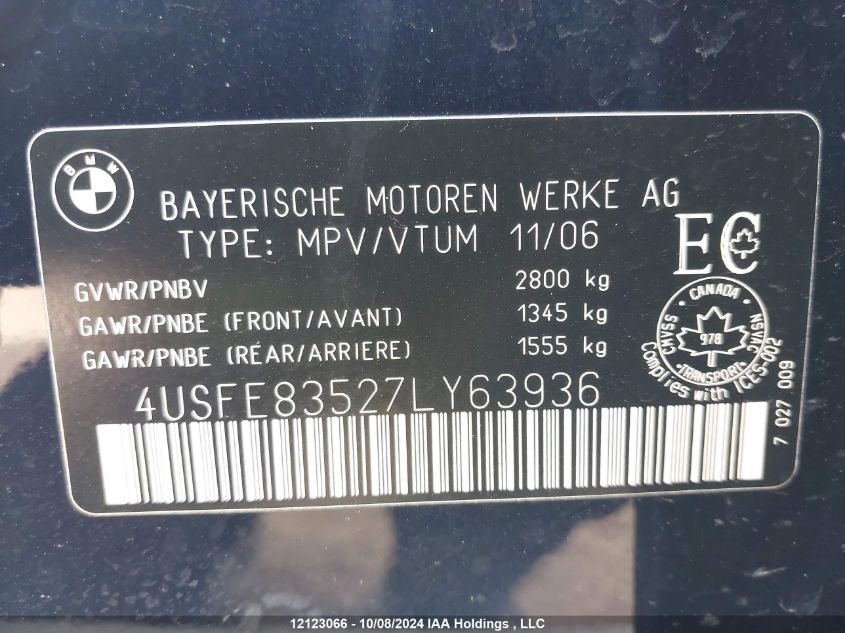 BMW
BAYERISCHE MOTOREN WERKE AG
TYPE: MPV/VTUM 11/06
EC
GVWR/PNBV 2800 kg
GAWR/PNBE (FRONT/AVANT) 1345 kg
GAWR/PNBE (RÉAR/ARRIERE) 1555 kg
CANADA
978
TRANSPORT
Complies with ICES-002
7 027 009
4USFE83527LY63936
12123066 - 10/08/2024 IAA Holdings , LLC